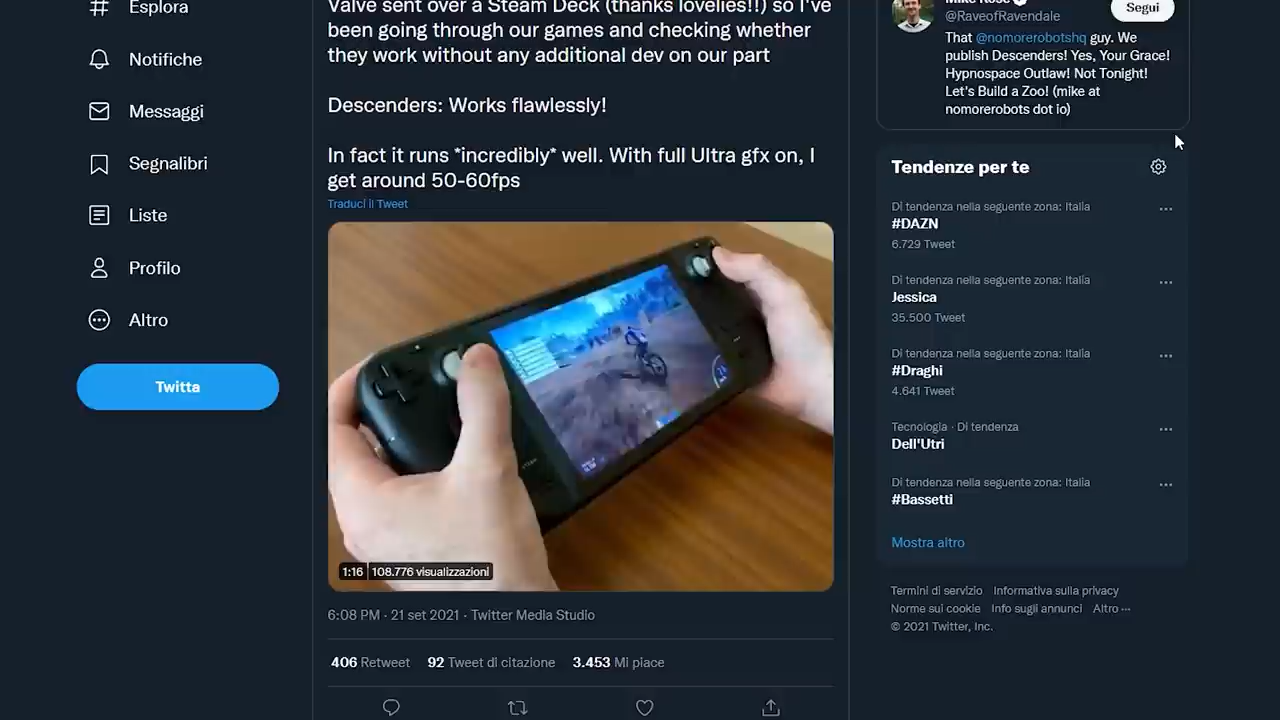 Esplora
Notifiche
Messaggi
Segnalibri
Liste
Profilo
Altro
Twitta
Valve sent over a Steam Deck (thanks lovelies!!) so I've
been going through our games and checking whether
they work without any additional dev on our part
Descenders: Works flawlessly!
In fact it runs *incredibly* well. With full Ultra gfx on, I
get around 50-60fps
Traduci il Tweet
1:16 108.776 visualizzazioni
6:08 PM · 21 set 2021 · Twitter Media Studio
406 Retweet 92 Tweet di citazione 3.453 Mi piace
Mike Rose
@RaveofRavendale
Segui
That @nomorerobotshq guy. We
publish Descenders! Yes, Your Grace!
Hypnospace Outlaw! Not Tonight!
Let's Build a Zoo! (mike at
nomorerobots dot io)
Tendenze per te
Di tendenza nella seguente zona: Italia
#DAZN
6.729 Tweet
Di tendenza nella seguente zona: Italia
Jessica
35.500 Tweet
Di tendenza nella seguente zona: Italia
#Draghi
4.641 Tweet
Tecnologia · Di tendenza
Dell'Utri
Di tendenza nella seguente zona: Italia
#Bassetti
Mostra altro
Termini di servizio Informativa sulla privacy
Norme sui cookie Info sugli annunci Altro ···
© 2021 Twitter, Inc.